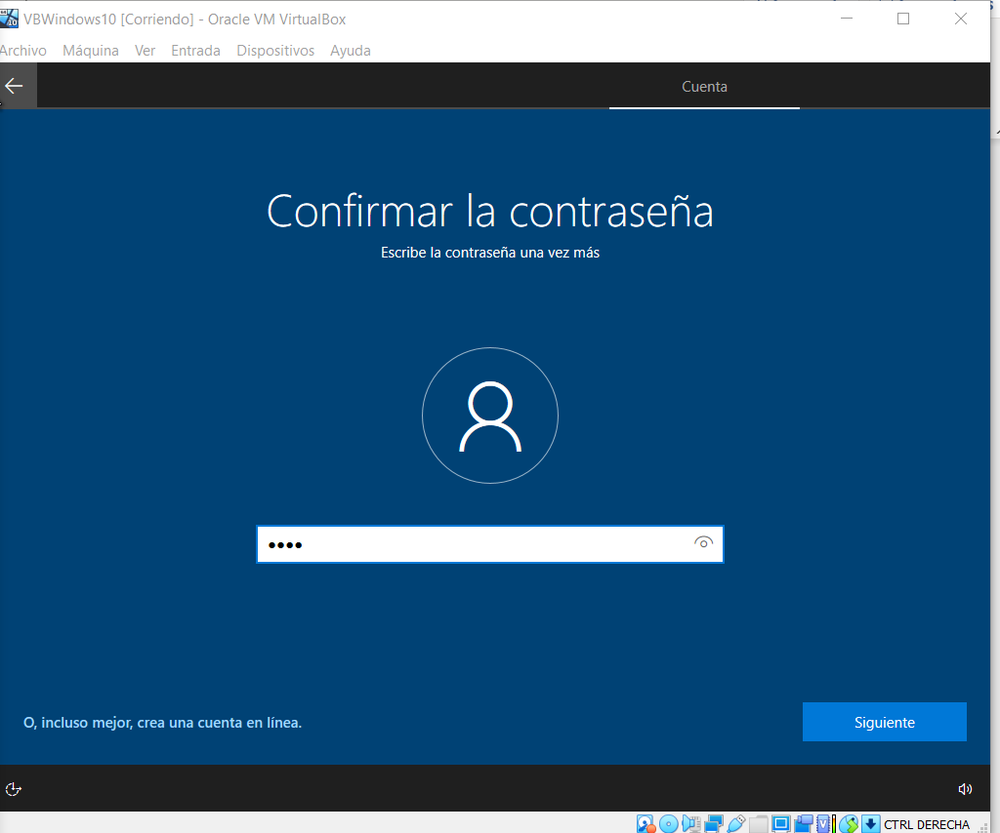 VBWindows10 [Corriendo] - Oracle VM VirtualBox
Archivo Máquina Ver Entrada Dispositivos Ayuda
Cuenta
Confirmar la contraseña
Escribe la contraseña una vez más
O, incluso mejor, crea una cuenta en línea.
Siguiente
CTRL DERECHA